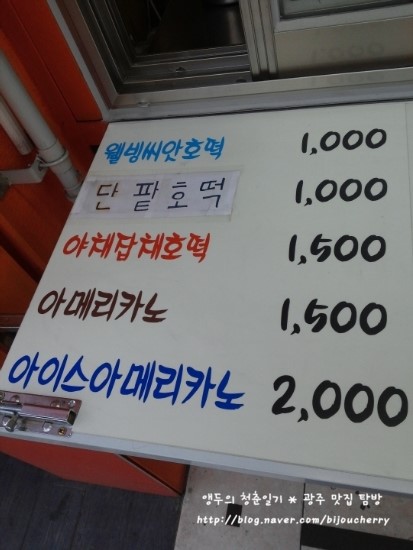 웰빙씨앗호떡 1,000
단팥호떡 1,000
야채잡채호떡 1,500
아메리카노 1,500
아이스아메리카노 2,000
앵두의 청춘일기 * 광주 맛집 탐방
http://blog.naver.com/bijoucherry